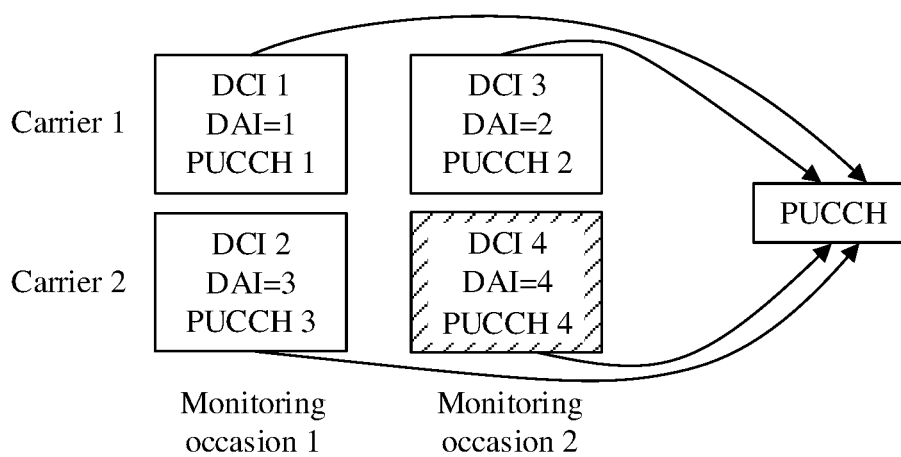 Carrier 1
DCI 1
DAI=1
PUCCH 1
DCI 3
DAI=2
PUCCH 2
PUCCH
Carrier 2
DCI 2
DAI=3
PUCCH 3
DCI 4
DAI=4
PUCCH 4
Monitoring
occasion 1
Monitoring
occasion 2